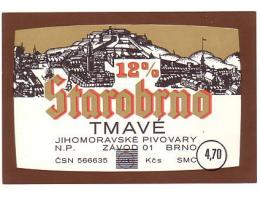 12%
Starobrno
TMAVÉ
JIHOMORAVSKÉ PIVOVARY
N.P. ZÁVOD 01 BRNO
ČSN 566635 Kčs SMC 4,70